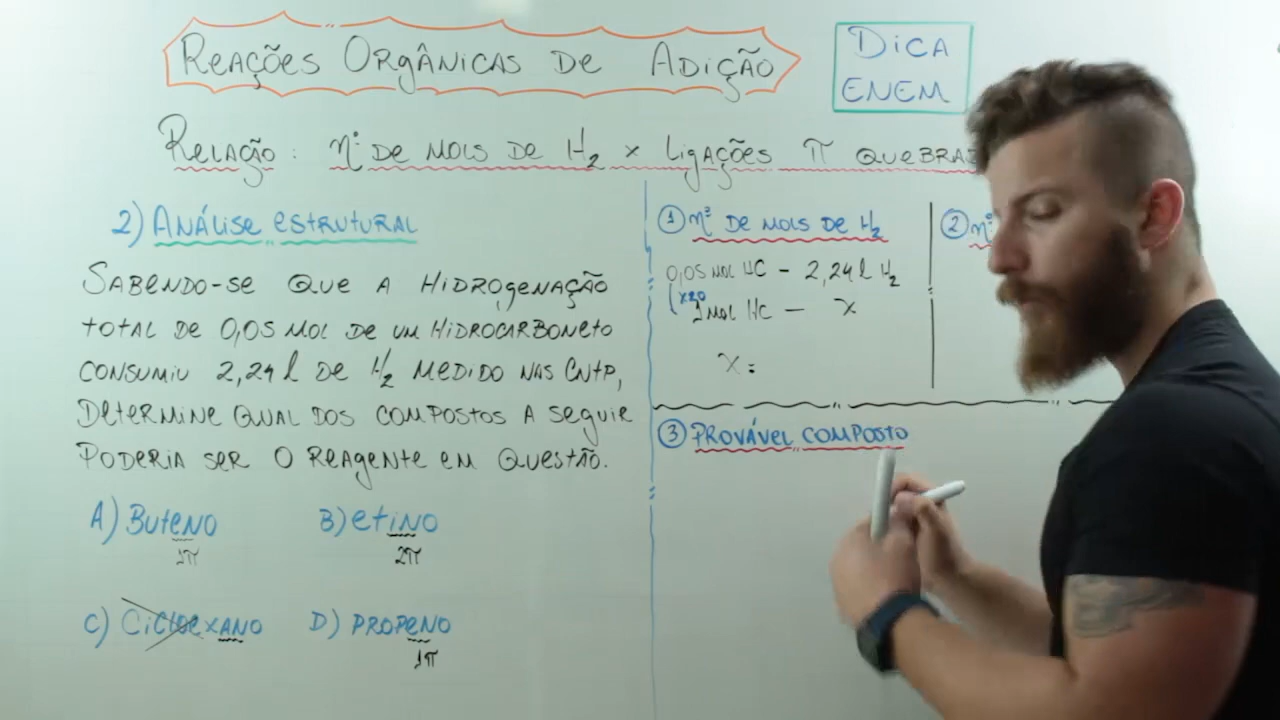 Reações Orgânicas de Adição
Dica
ENEM
Relação: nº de mols de H₂ x Ligações π quebra
2) Análise estrutural
Sabendo-se que a hidrogenação
total de 0,05 mol de um hidrocarboneto
consumiu 2,24 l de H₂ medido nas CNTP,
determine qual dos compostos a seguir
poderia ser o reagente em questão.
A) Buteno
1π
B) etino
2π
C) Ciclo exano
D) propeno
1π
① nº de mols de H₂
0,05 mol HC – 2,24 l H₂
x20
1 mol HC – x
x =
② nº
③ Provável composto